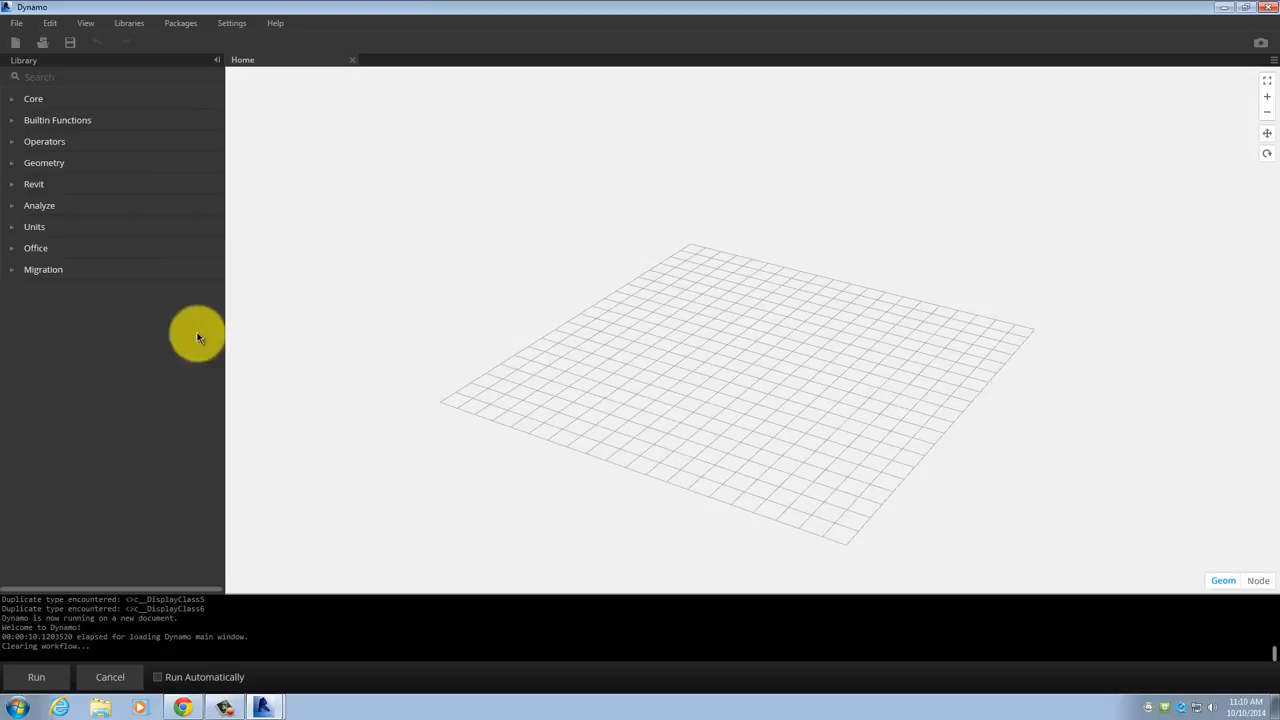 Dynamo
File Edit View Libraries Packages Settings Help
Library
Home
Search
Core
Builtin Functions
Operators
Geometry
Revit
Analyze
Units
Office
Migration
Geom Node
Duplicate type encountered: <>c__DisplayClass5
Duplicate type encountered: <>c__DisplayClass6
Dynamo is now running on a new document.
Welcome to Dynamo!
00:00:10.1203520 elapsed for loading Dynamo main window.
Clearing workflow...
Run Cancel Run Automatically
11:10 AM
10/10/2014